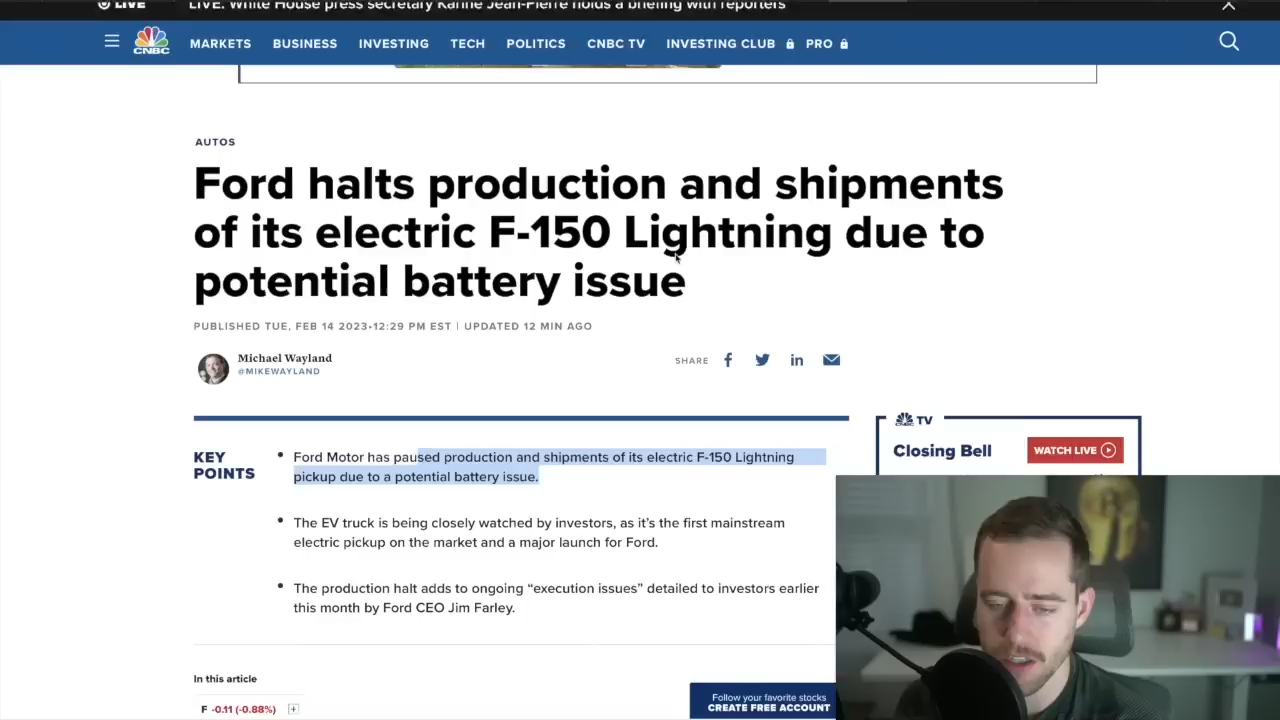 LIVE
LIVE: White House press secretary Karine Jean-Pierre holds a briefing with reporters
CNBC
MARKETS BUSINESS INVESTING TECH POLITICS CNBC TV INVESTING CLUB PRO
AUTOS
Ford halts production and shipments
of its electric F-150 Lightning due to
potential battery issue
PUBLISHED TUE, FEB 14 2023•12:29 PM EST | UPDATED 12 MIN AGO
Michael Wayland
@MIKEWAYLAND
SHARE
KEY
POINTS
• Ford Motor has paused production and shipments of its electric F-150 Lightning
pickup due to a potential battery issue.
• The EV truck is being closely watched by investors, as it’s the first mainstream
electric pickup on the market and a major launch for Ford.
• The production halt adds to ongoing “execution issues” detailed to investors earlier
this month by Ford CEO Jim Farley.
TV
Closing Bell
WATCH LIVE
In this article
F -0.11 (-0.88%) +
Follow your favorite stocks
CREATE FREE ACCOUNT